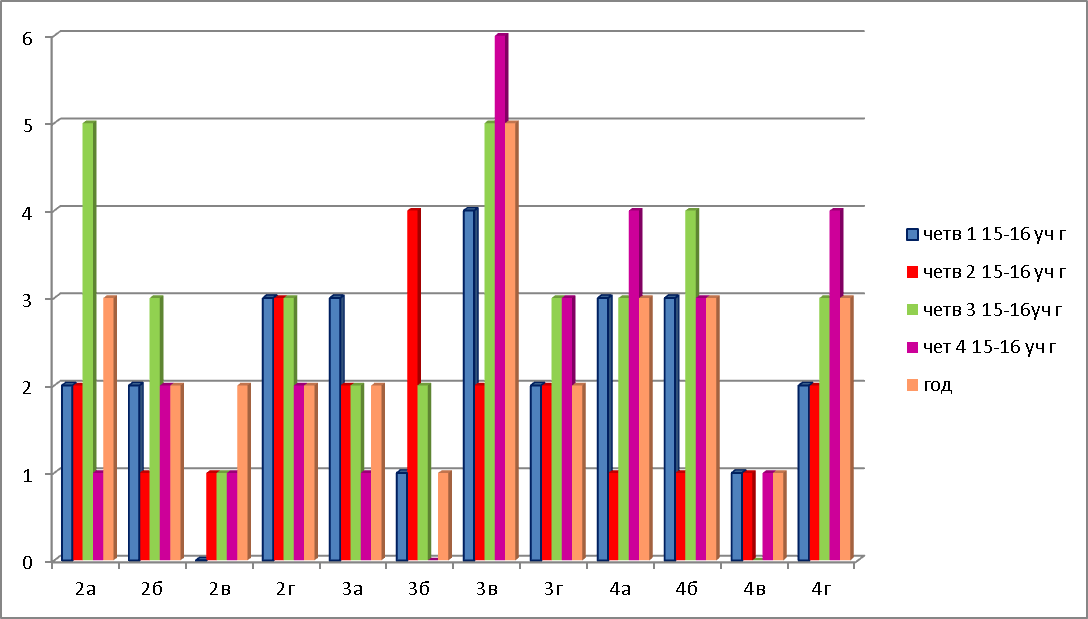 6
5
4
3
2
1
0
2а 2б 2в 2г 3а 3б 3в 3г 4а 4б 4в 4г
четв 1 15-16 уч г
четв 2 15-16 уч г
четв 3 15-16уч г
чет 4 15-16 уч г
год